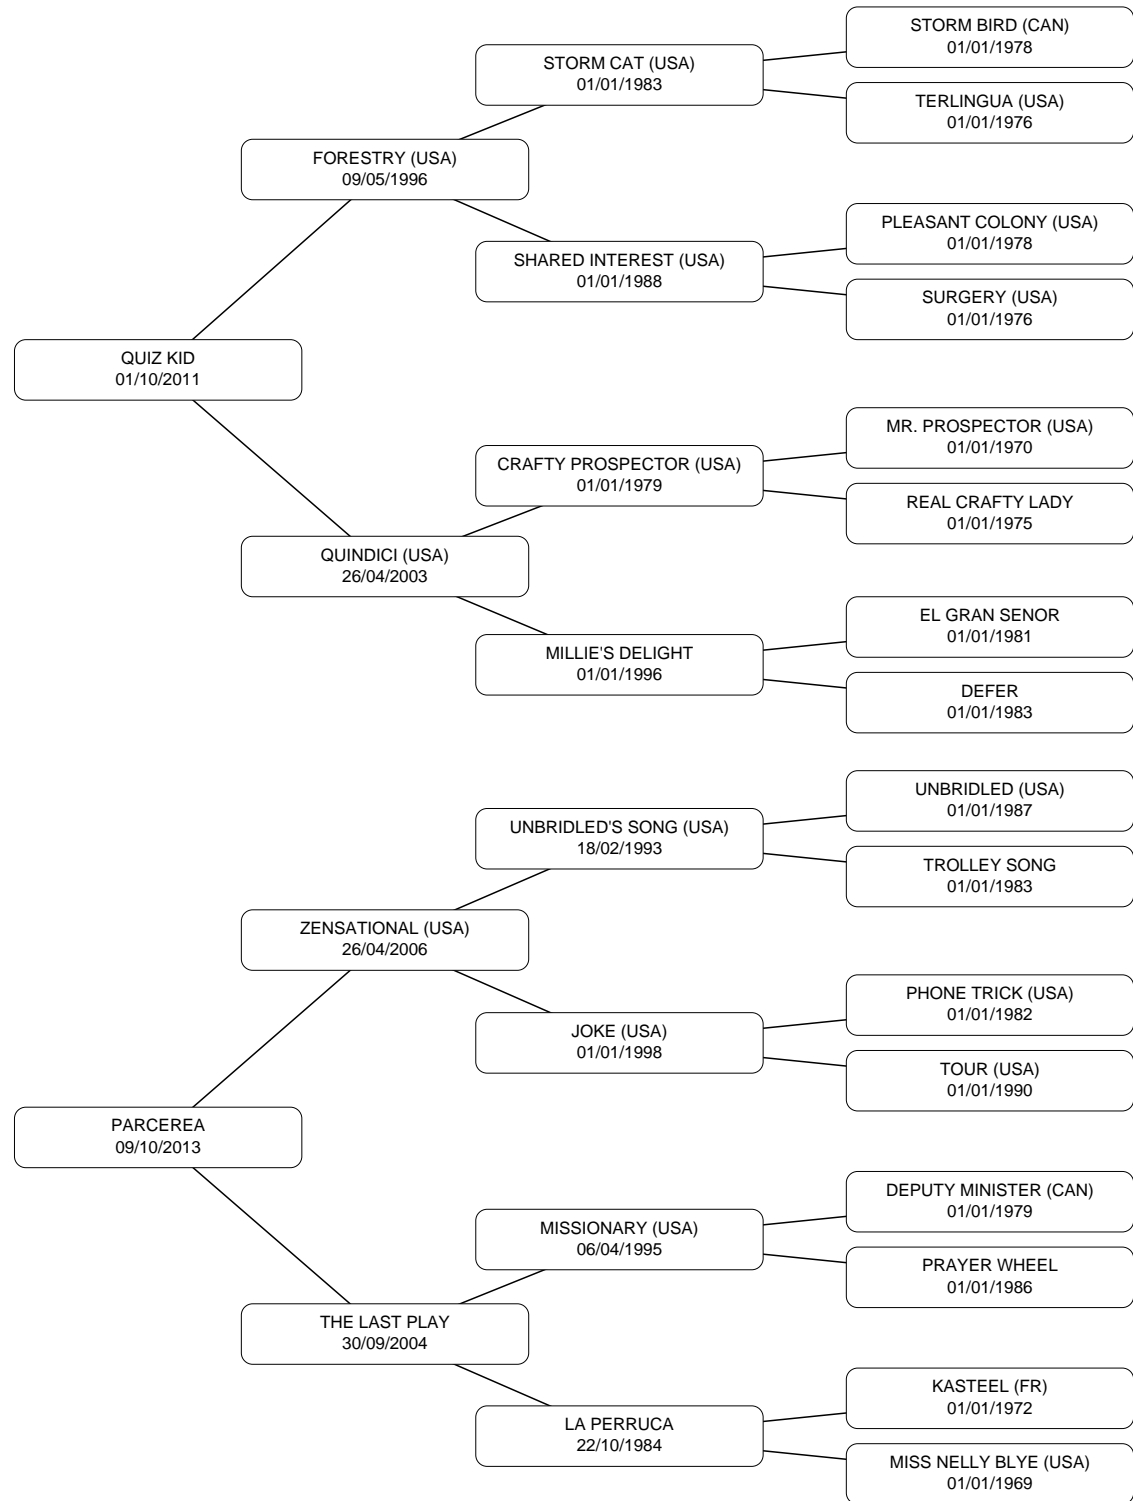 STORM BIRD (CAN)
01/01/1978
STORM CAT (USA)
01/01/1983
TERLINGUA (USA)
01/01/1976
FORESTRY (USA)
09/05/1996
PLEASANT COLONY (USA)
01/01/1978
SHARED INTEREST (USA)
01/01/1988
SURGERY (USA)
01/01/1976
QUIZ KID
01/10/2011
MR. PROSPECTOR (USA)
01/01/1970
CRAFTY PROSPECTOR (USA)
01/01/1979
REAL CRAFTY LADY
01/01/1975
QUINDICI (USA)
26/04/2003
EL GRAN SENOR
01/01/1981
MILLIE'S DELIGHT
01/01/1996
DEFER
01/01/1983
UNBRIDLED (USA)
01/01/1987
UNBRIDLED'S SONG (USA)
18/02/1993
TROLLEY SONG
01/01/1983
ZENSATIONAL (USA)
26/04/2006
PHONE TRICK (USA)
01/01/1982
JOKE (USA)
01/01/1998
TOUR (USA)
01/01/1990
PARCEREA
09/10/2013
DEPUTY MINISTER (CAN)
01/01/1979
MISSIONARY (USA)
06/04/1995
PRAYER WHEEL
01/01/1986
THE LAST PLAY
30/09/2004
KASTEEL (FR)
01/01/1972
LA PERRUCA
22/10/1984
MISS NELLY BLYE (USA)
01/01/1969